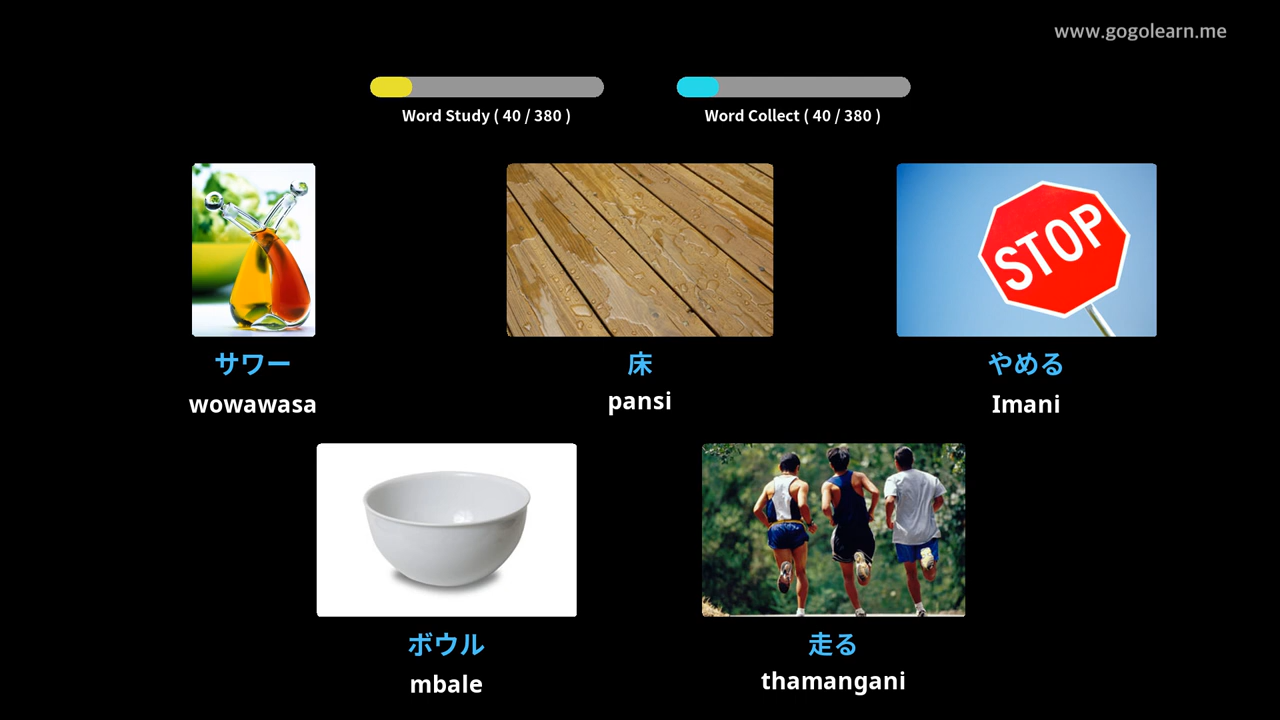 www.gogolearn.me
Word Study ( 40 / 380 )
Word Collect ( 40 / 380 )
STOP
サワー
床
やめる
wowawasa
pansi
Imani
ボウル
走る
mbale
thamangani